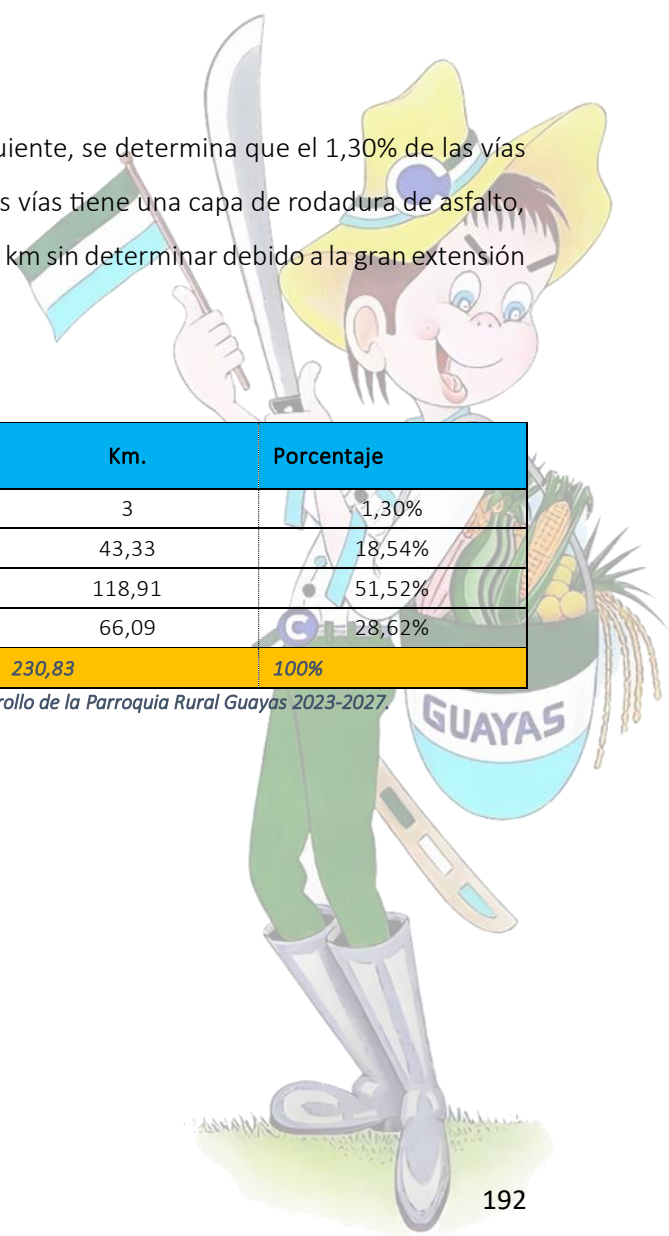 uiente, se determina que el 1,30% de las vías
s vías tiene una capa de rodadura de asfalto,
km sin determinar debido a la gran extensión
Km. Porcentaje
3 1,30%
43,33 18,54%
118,91 51,52%
66,09 28,62%
230,83 100%
rollo de la Parroquia Rural Guayas 2023-2027.
C
C
GUAYAS
192